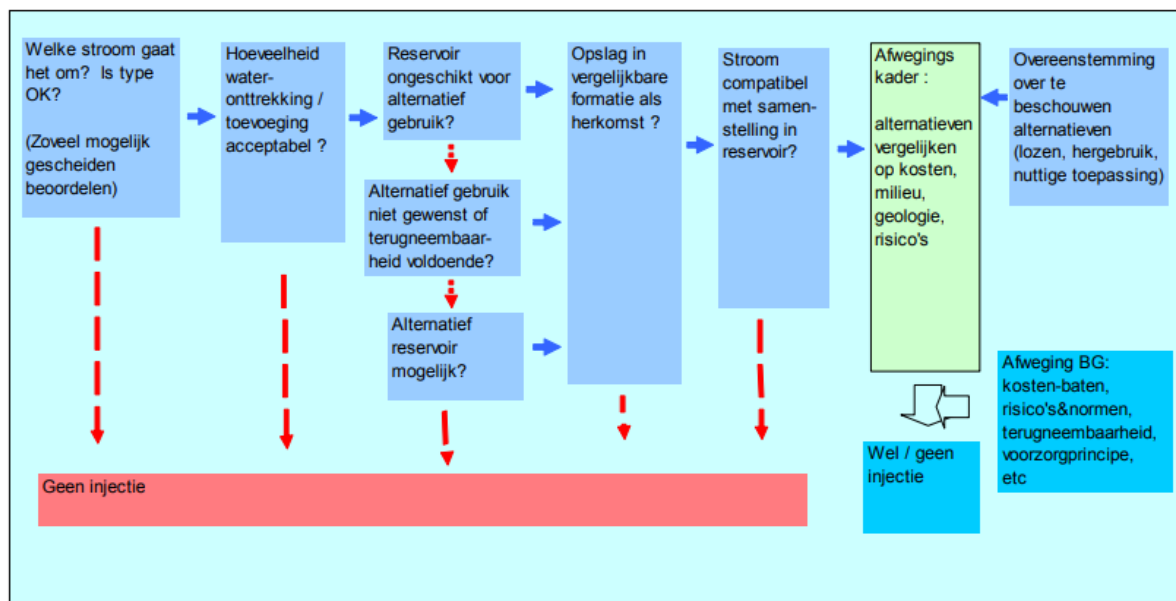 Welke stroom gaat
het om? Is type
OK?
(Zoveel mogelijk
gescheiden
beoordelen)
Hoeveelheid
water-
onttrekking /
toevoeging
acceptabel ?
Reservoir
ongeschikt voor
alternatief
gebruik?
Alternatief gebruik
niet gewenst of
terugneembaar-
heid voldoende?
Alternatief
reservoir
mogelijk?
Opslag in
vergelijkbare
formatie als
herkomst ?
Stroom
compatibel
met samen-
stelling in
reservoir?
Afwegings
kader :
alternatieven
vergelijken
op kosten,
milieu,
geologie,
risico's
Overeenstemming
over te
beschouwen
alternatieven
(lozen, hergebruik,
nuttige toepassing)
Afweging BG:
kosten-baten,
risico's&normen,
terugneembaarheid,
voorzorgprincipe,
etc
Wel / geen
injectie
Geen injectie